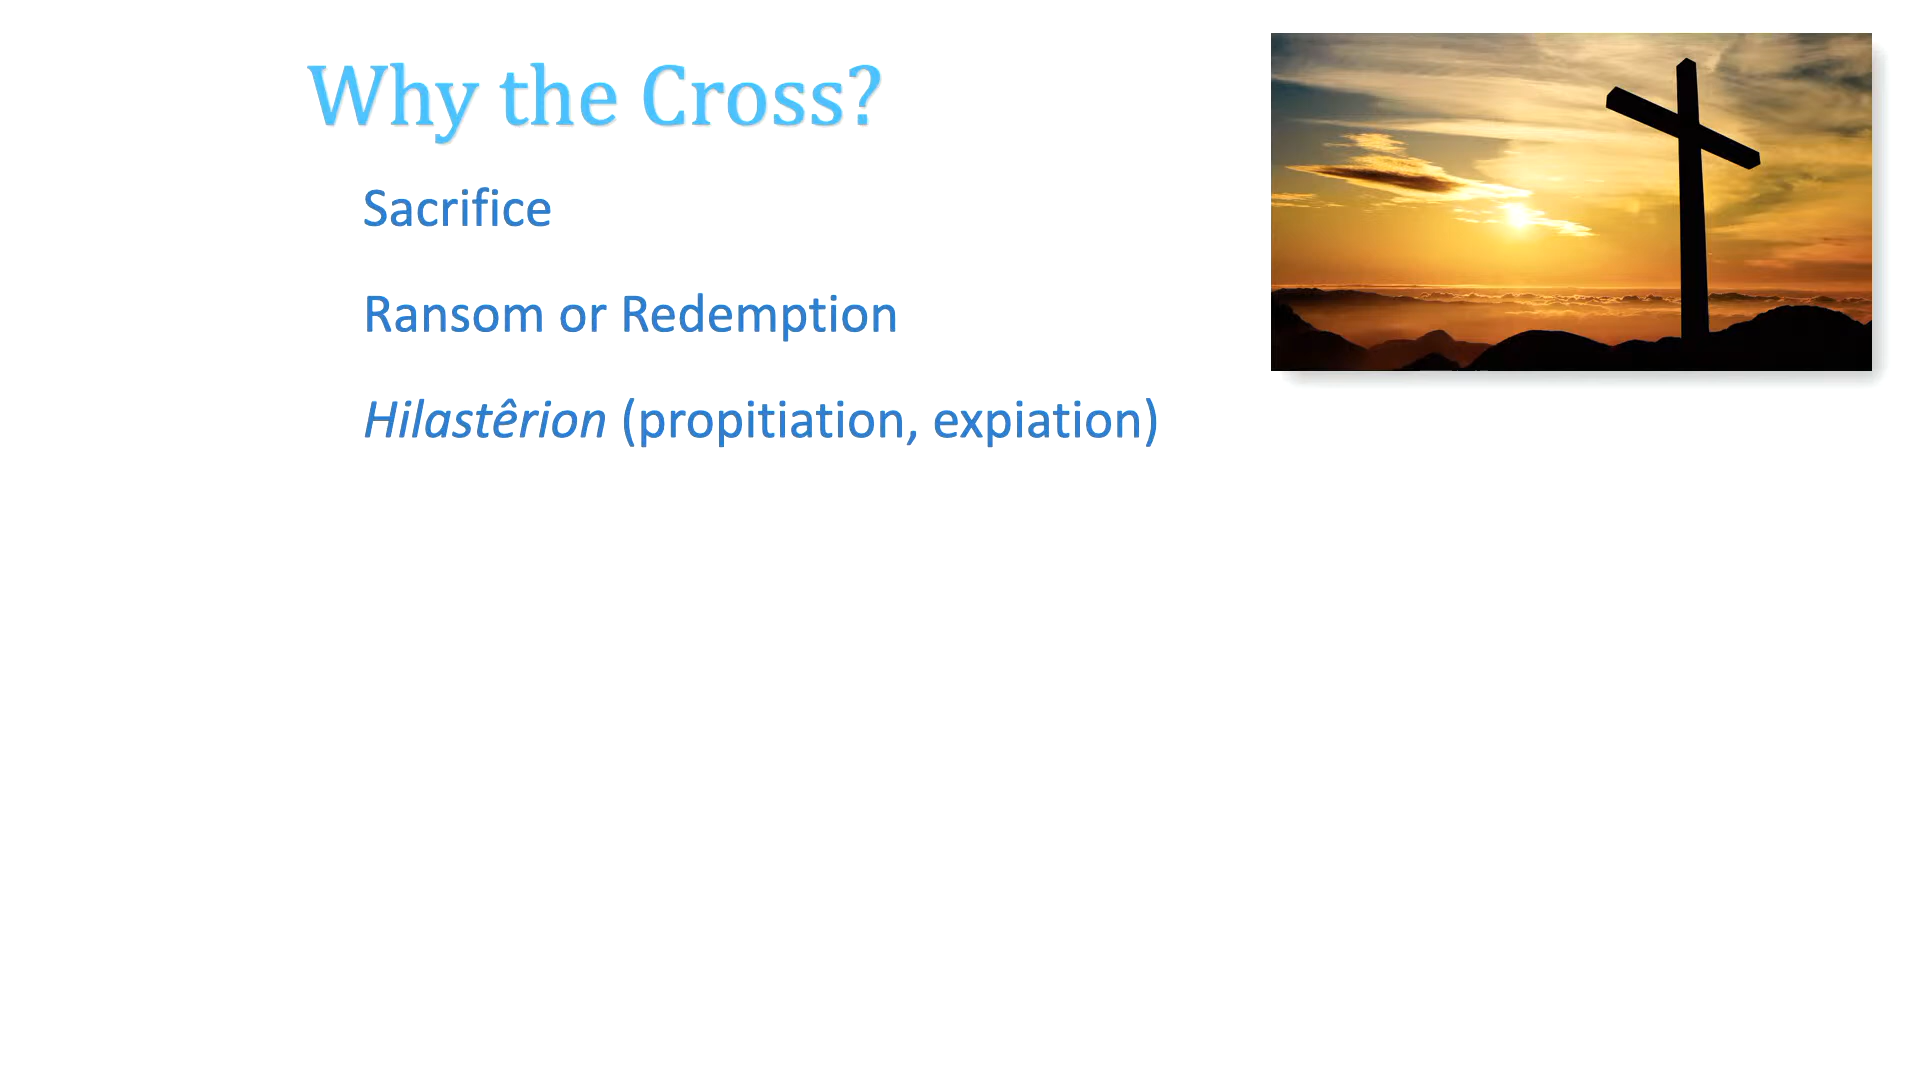 Why the Cross?
Sacrifice
Ransom or Redemption
Hilastêrion (propitiation, expiation)